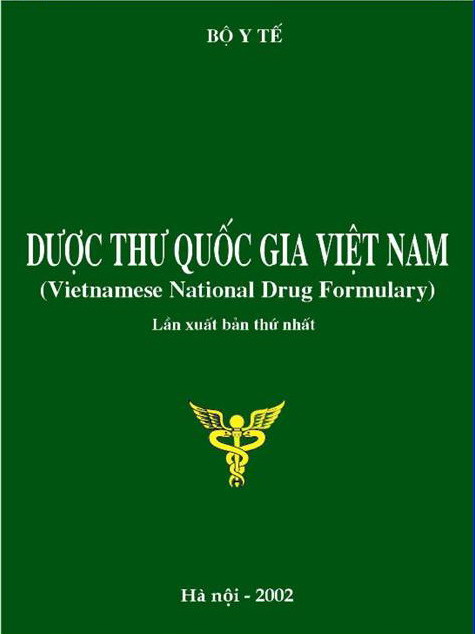 BỘ Y TẾ
DƯỢC THƯ QUỐC GIA VIỆT NAM
(Vietnamese National Drug Formulary)
Lần xuất bản thứ nhất
Hà nội - 2002